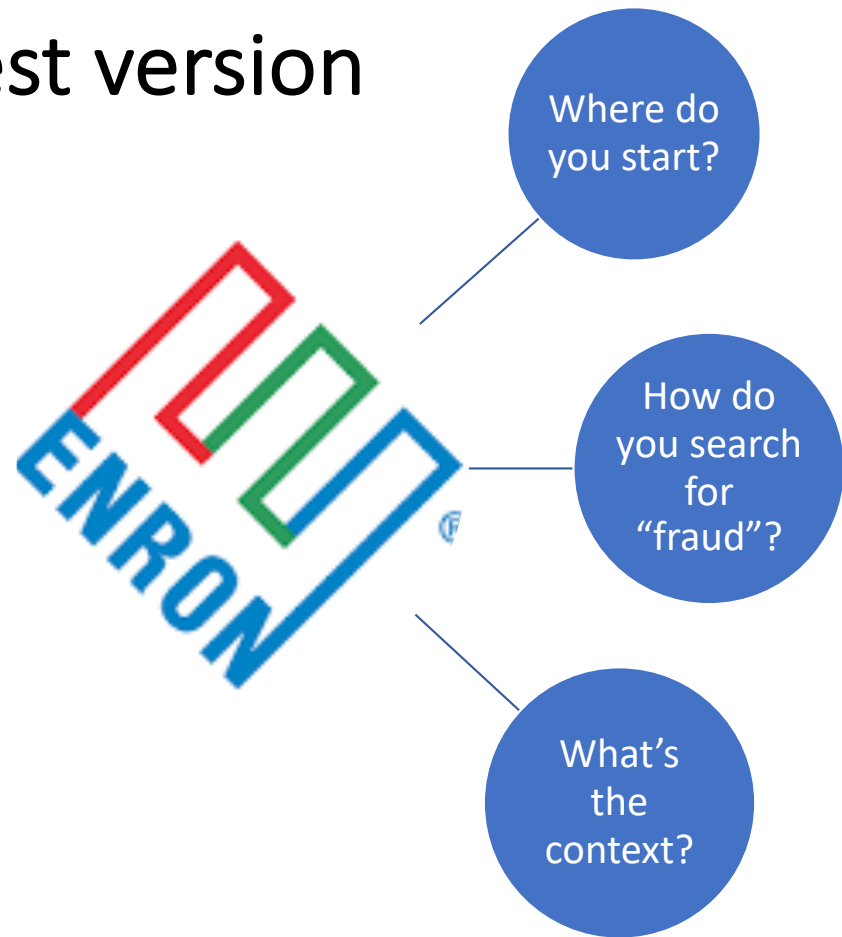 est version
Where do
you start?
ENRON
®
How do
you search
for
“fraud”?
What’s
the
context?